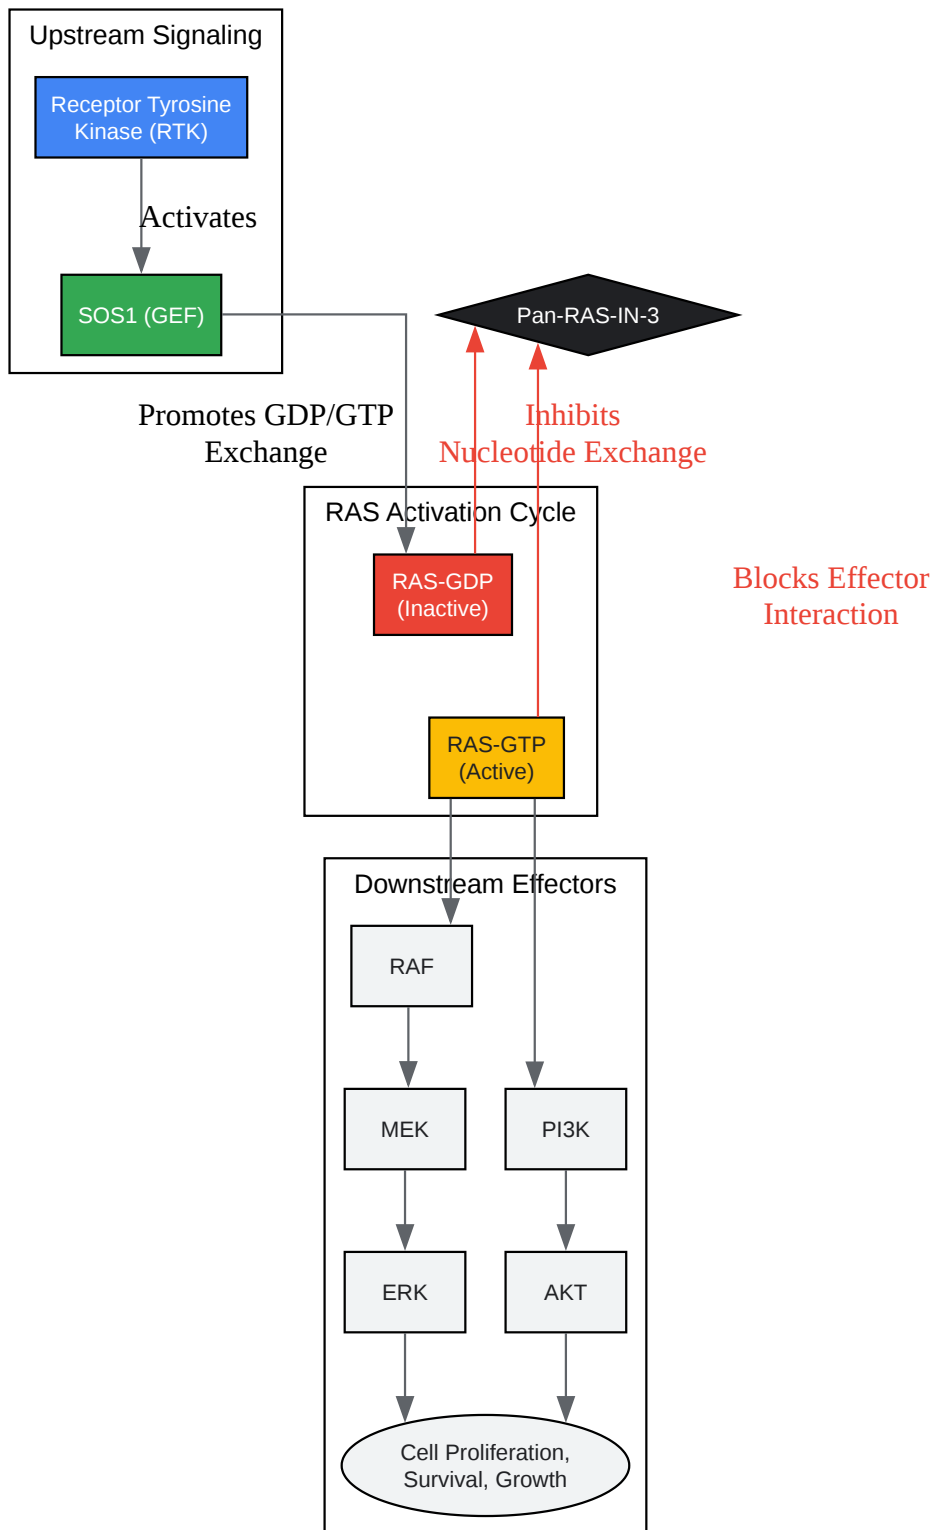 Upstream Signaling
Receptor Tyrosine
Kinase (RTK)
Activates
SOS1 (GEF)
Pan-RAS-IN-3
Promotes GDP/GTP
Exchange
Inhibits
Nucleotide Exchange
RAS Activation Cycle
RAS-GDP
(Inactive)
Blocks Effector
Interaction
RAS-GTP
(Active)
Downstream Effectors
RAF
MEK
PI3K
ERK
AKT
Cell Proliferation,
Survival, Growth